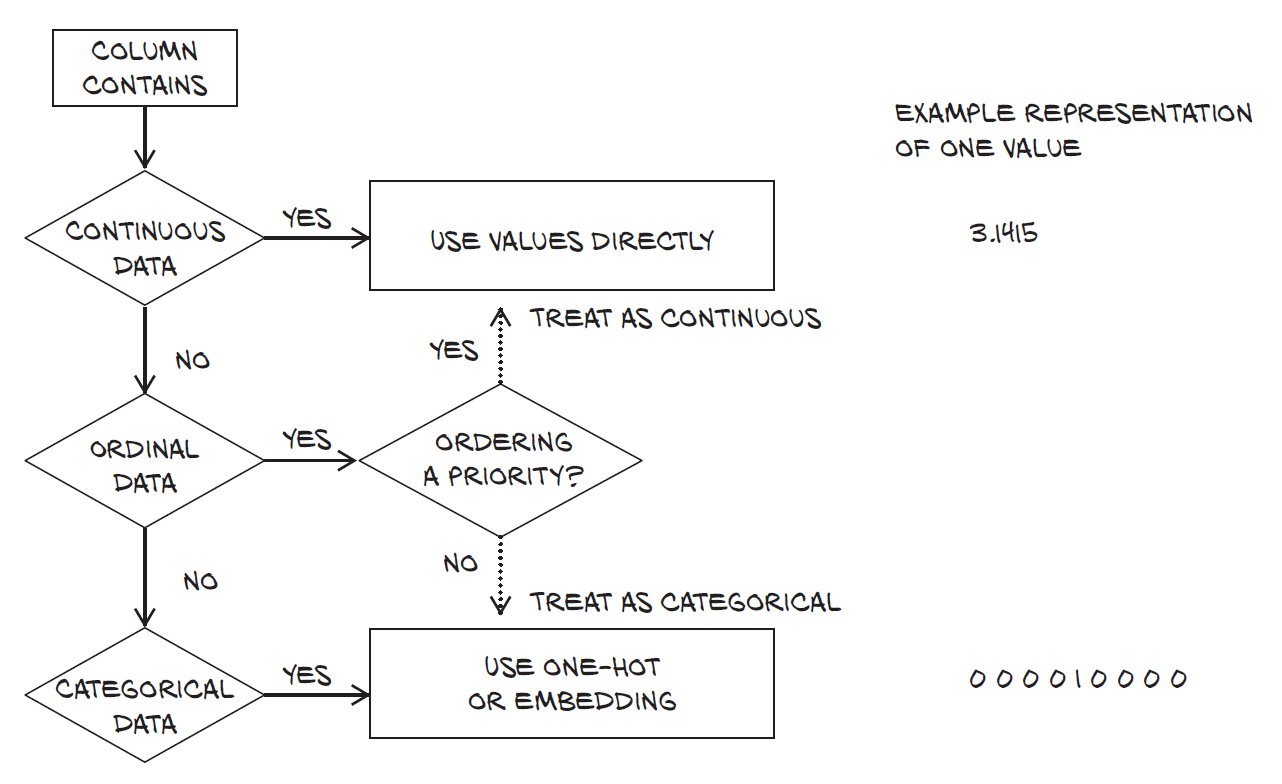 COLUMN
CONTAINS
EXAMPLE REPRESENTATION
OF ONE VALUE
CONTINUOUS
DATA
YES
USE VALUES DIRECTLY
3.1415
TREAT AS CONTINUOUS
YES
NO
ORDINAL
DATA
YES
ORDERING
A PRIORITY?
NO
NO
TREAT AS CATEGORICAL
CATEGORICAL
DATA
YES
USE ONE-HOT
OR EMBEDDING
0 0 0 0 1 0 0 0 0